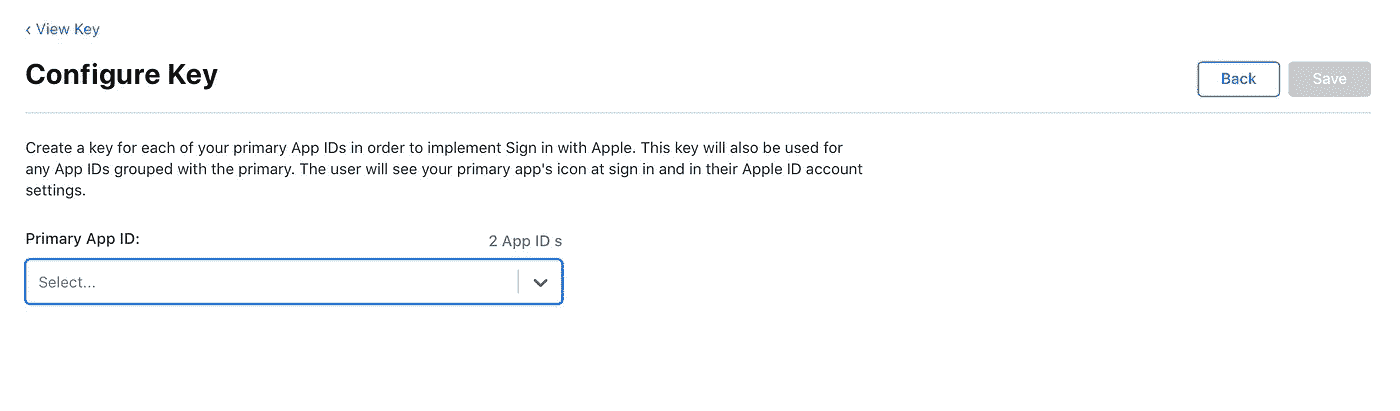 ‹ View Key
Configure Key
Back
Save
Create a key for each of your primary App IDs in order to implement Sign in with Apple. This key will also be used for
any App IDs grouped with the primary. The user will see your primary app's icon at sign in and in their Apple ID account
settings.
Primary App ID:
2 App ID s
Select...